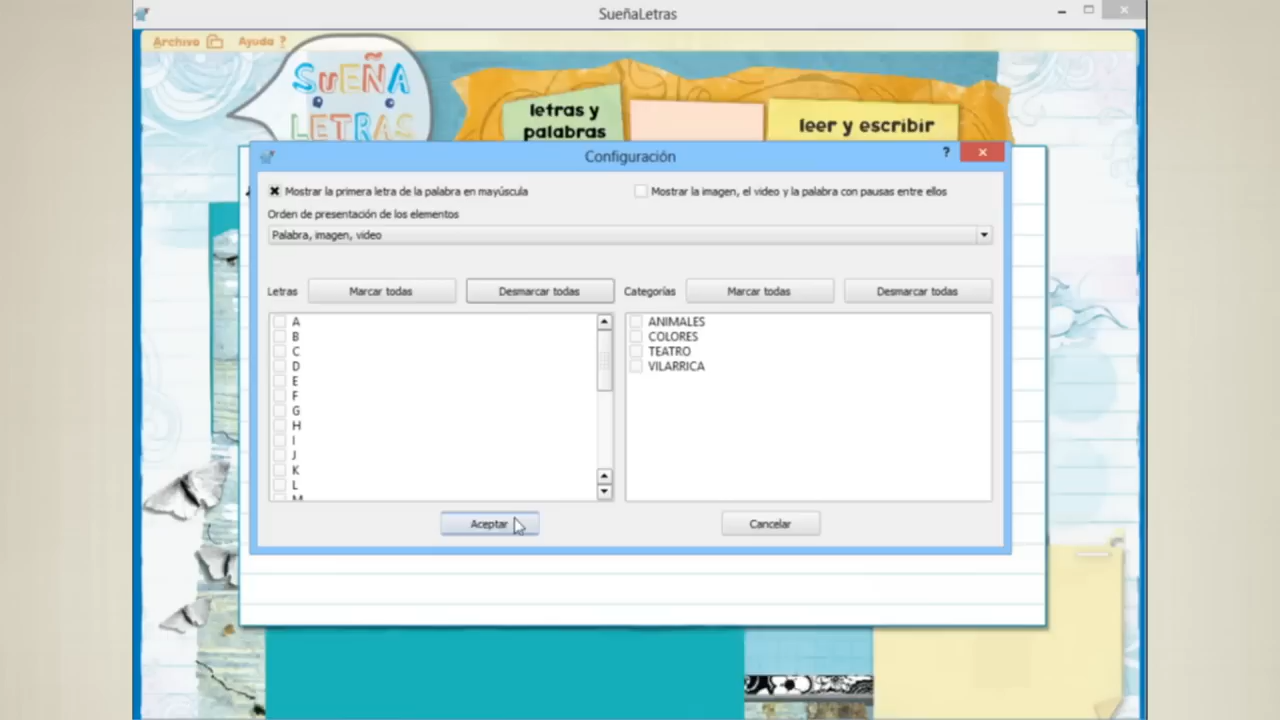 SueñaLetras
Archivo Ayuda ?
SUEÑA
LETRAS
letras y
palabras
leer y escribir
Configuración
?
Mostrar la primera letra de la palabra en mayúscula
Mostrar la imagen, el video y la palabra con pausas entre ellos
Orden de presentación de los elementos
Palabra, imagen, video
Letras Marcar todas Desmarcar todas Categorías Marcar todas Desmarcar todas
A
B
C
D
E
F
G
H
I
J
K
L
M
ANIMALES
COLORES
TEATRO
VILARRICA
Aceptar Cancelar